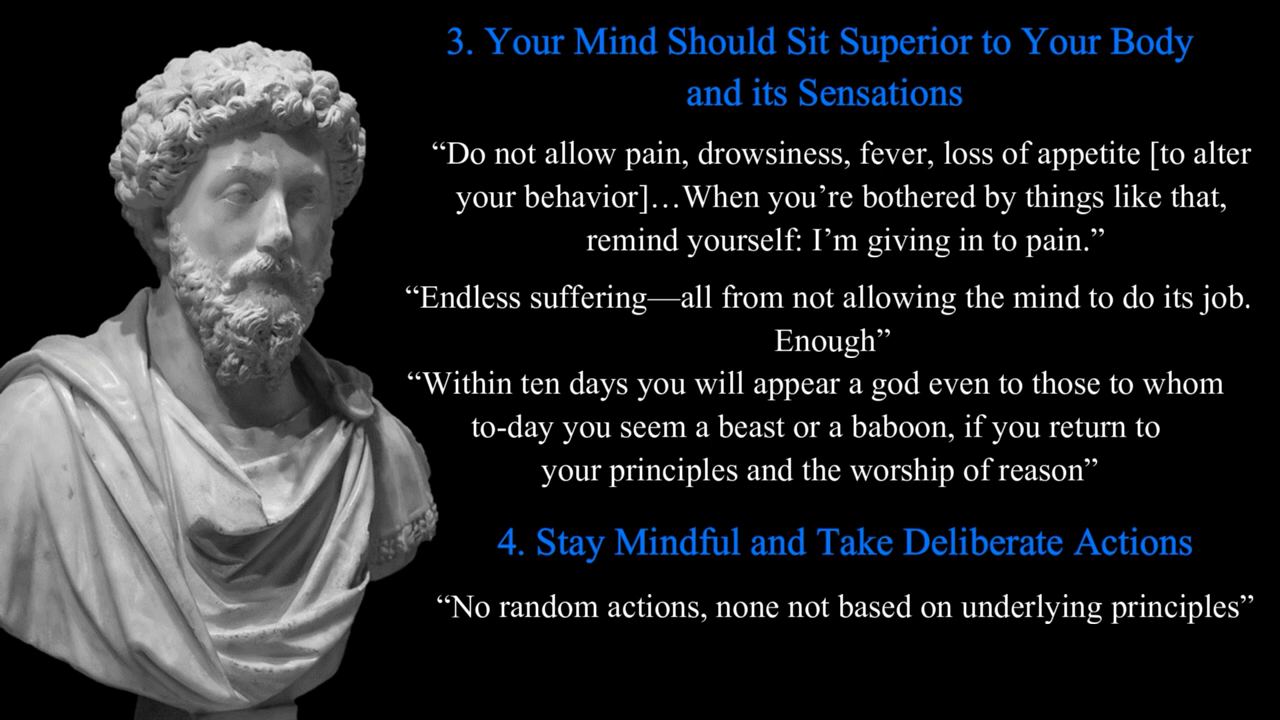 3. Your Mind Should Sit Superior to Your Body
and its Sensations
“Do not allow pain, drowsiness, fever, loss of appetite [to alter
your behavior]…When you’re bothered by things like that,
remind yourself: I’m giving in to pain.”
“Endless suffering—all from not allowing the mind to do its job.
Enough”
“Within ten days you will appear a god even to those to whom
to-day you seem a beast or a baboon, if you return to
your principles and the worship of reason”
4. Stay Mindful and Take Deliberate Actions
“No random actions, none not based on underlying principles”